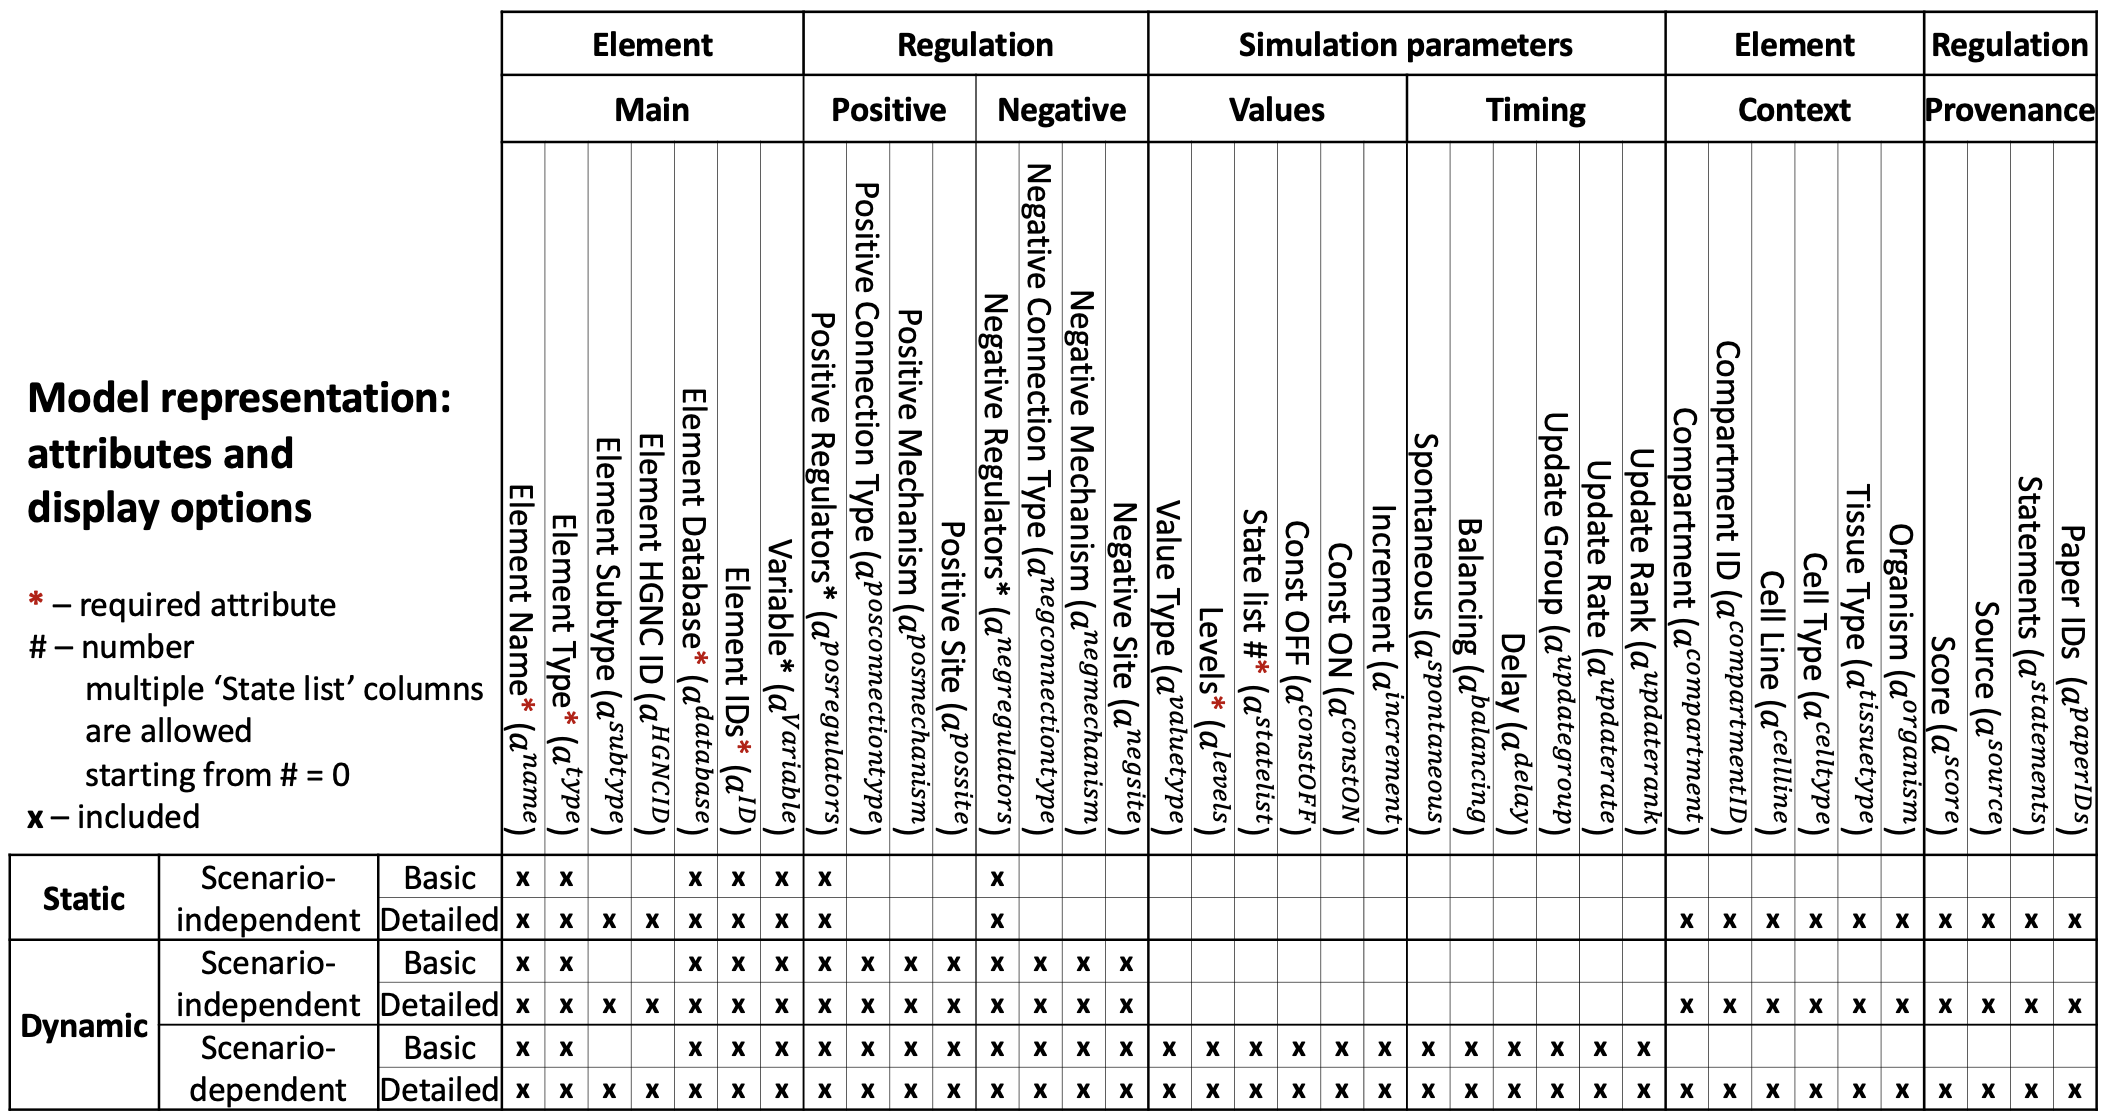 Element Regulation Simulation parameters Element Regulation
Main Positive Negative Values Timing Context Provenance
Model representation:
attributes and
display options
* – required attribute
# – number
multiple ‘State list’ columns
are allowed
starting from # = 0
x – included
Element Name* (a^name)
Element Type* (a^type)
Element Subtype (a^subtype)
Element HGNC ID (a^HGNCID)
Element Database* (a^database)
Element IDs* (a^ID)
Variable* (a^Variable)
Positive Regulators* (a^posregulators)
Positive Connection Type (a^posconnectiontype)
Positive Mechanism (a^posmechanism)
Positive Site (a^possite)
Negative Regulators* (a^negregulators)
Negative Connection Type (a^negconnectiontype)
Negative Mechanism (a^negmechanism)
Negative Site (a^negsite)
Value Type (a^valuetype)
Levels* (a^levels)
State list #* (a^statelist)
Const OFF (a^constOFF)
Const ON (a^constON)
Increment (a^increment)
Spontaneous (a^spontaneous)
Balancing (a^balancing)
Delay (a^delay)
Update Group (a^updategroup)
Update Rate (a^updaterate)
Update Rank (a^updaterank)
Compartment (a^compartment)
Compartment ID (a^compartmentID)
Cell Line (a^cellline)
Cell Type (a^celltype)
Tissue Type (a^tissuetype)
Organism (a^organism)
Score (a^score)
Source (a^source)
Statements (a^statements)
Paper IDs (a^paperIDs)
Static
Scenario-
independent
Basic x x x x x x x
Detailed x x x x x x x x x x x x x x x x x x x
Dynamic
Scenario-
independent
Basic x x x x x x x x x x x x x
Detailed x x x x x x x x x x x x x x x x x x x x x x x x x
Scenario-
dependent
Basic x x x x x x x x x x x x x x x x x x x x x x x x x
Detailed x x x x x x x x x x x x x x x x x x x x x x x x x x x x x x x x x x x x x